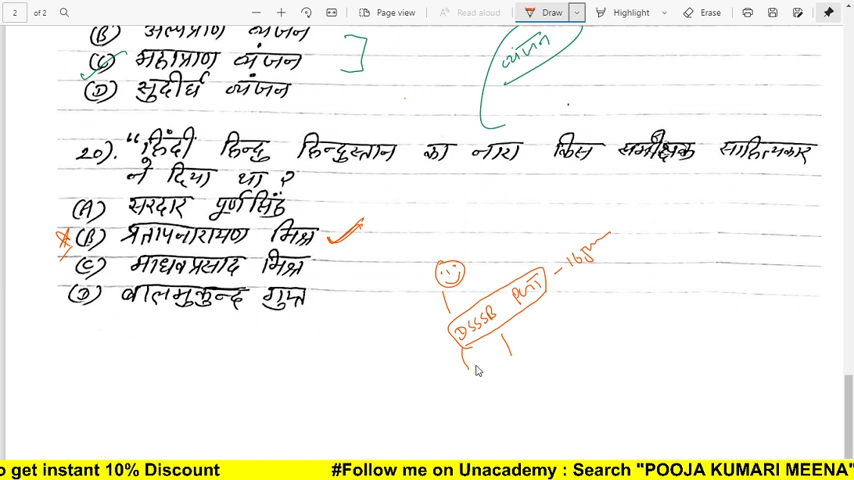 2 of 2
Page view
Read aloud
Draw
Highlight
Erase
Share
(B) अल्पप्राण व्यंजन
(C) महाप्राण व्यंजन
(D) सुदीर्घ व्यंजन
व्यंजन
20). "हिंदी हिन्दु हिन्दुस्तान का नारा किस समीक्षक साहित्यकार
ने दिया था ?
(A) सरदार पूर्णसिंह
(B) प्रतापनारायण मिश्र
(C) माधवप्रसाद मिश्र
(D) बालमुकुन्द गुप्त
DSSSB
o get instant 10% Discount #Follow me on Unacademy : Search "POOJA KUMARI MEENA"